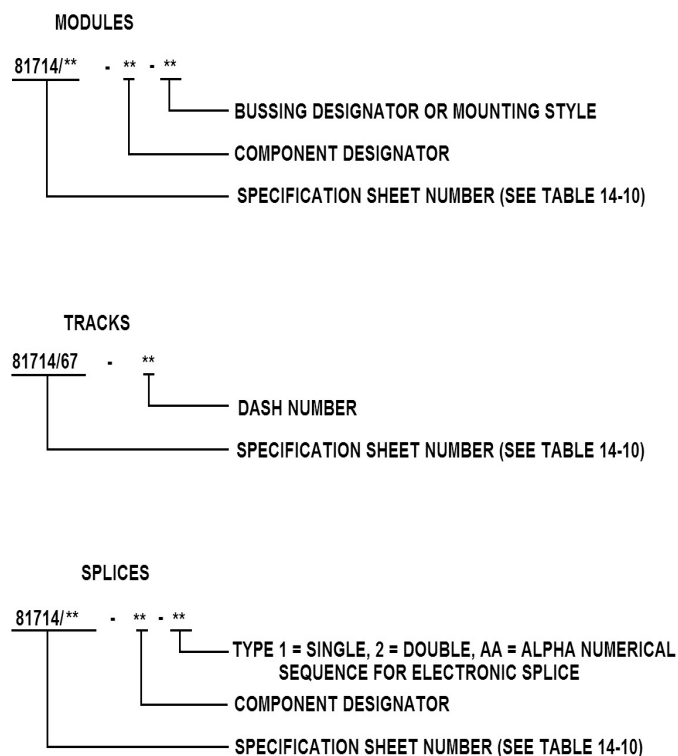 MODULES
81714/** - ** - **
BUSSING DESIGNATOR OR MOUNTING STYLE
COMPONENT DESIGNATOR
SPECIFICATION SHEET NUMBER (SEE TABLE 14-10)
TRACKS
81714/67 - **
DASH NUMBER
SPECIFICATION SHEET NUMBER (SEE TABLE 14-10)
SPLICES
81714/** - ** - **
TYPE 1 = SINGLE, 2 = DOUBLE, AA = ALPHA NUMERICAL
SEQUENCE FOR ELECTRONIC SPLICE
COMPONENT DESIGNATOR
SPECIFICATION SHEET NUMBER (SEE TABLE 14-10)